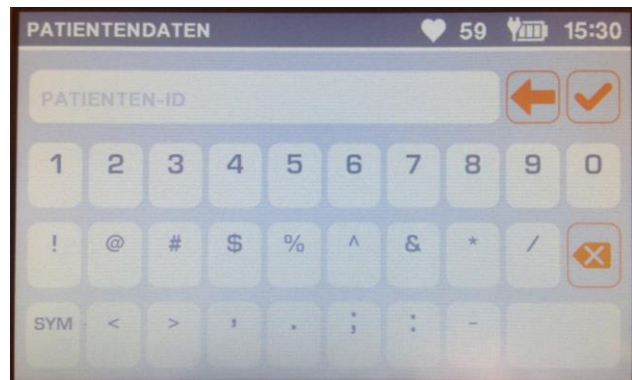 PATIENTENDATEN 59 15:30
PATIENTEN-ID
1 2 3 4 5 6 7 8 9 0
! @ # $ % ^ & * /
SYM < > , . ; : -